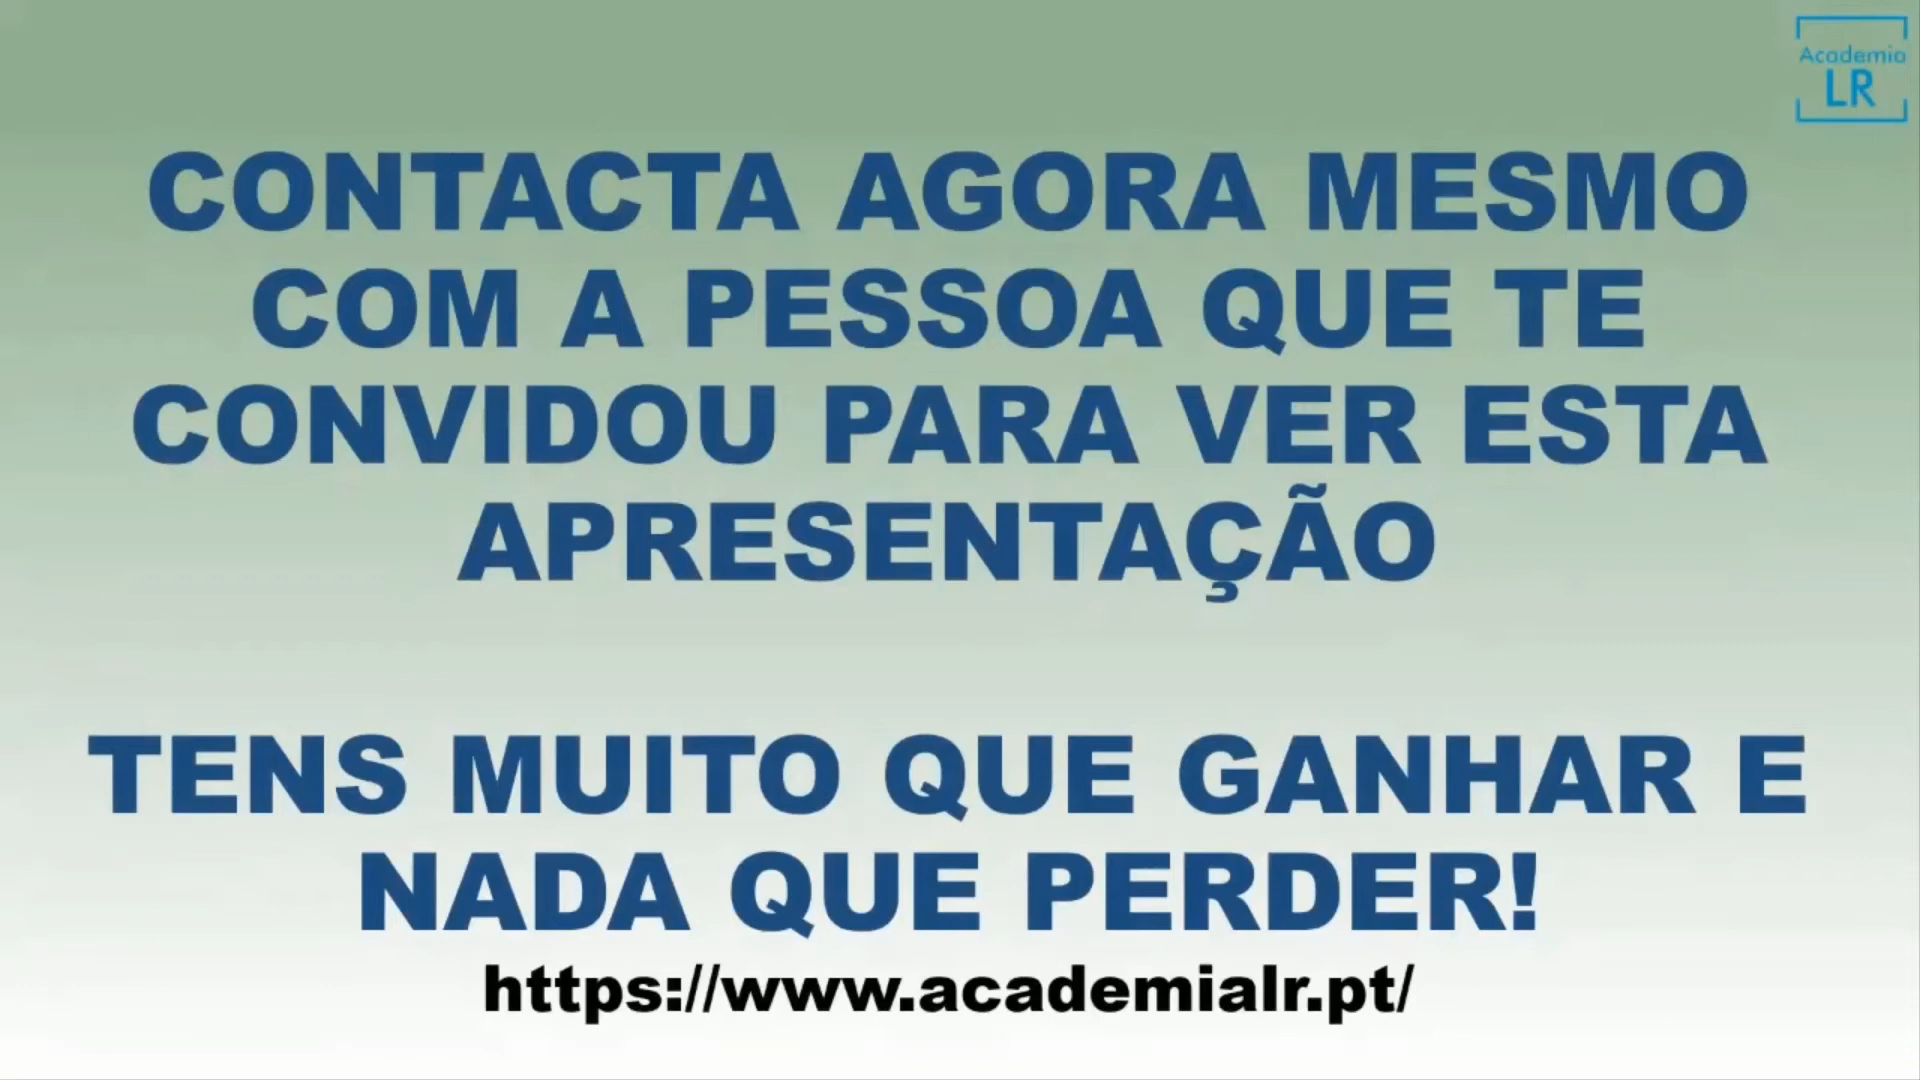 Academia
LR
CONTACTA AGORA MESMO
COM A PESSOA QUE TE
CONVIDOU PARA VER ESTA
APRESENTAÇÃO
TENS MUITO QUE GANHAR E
NADA QUE PERDER!
https://www.academialr.pt/